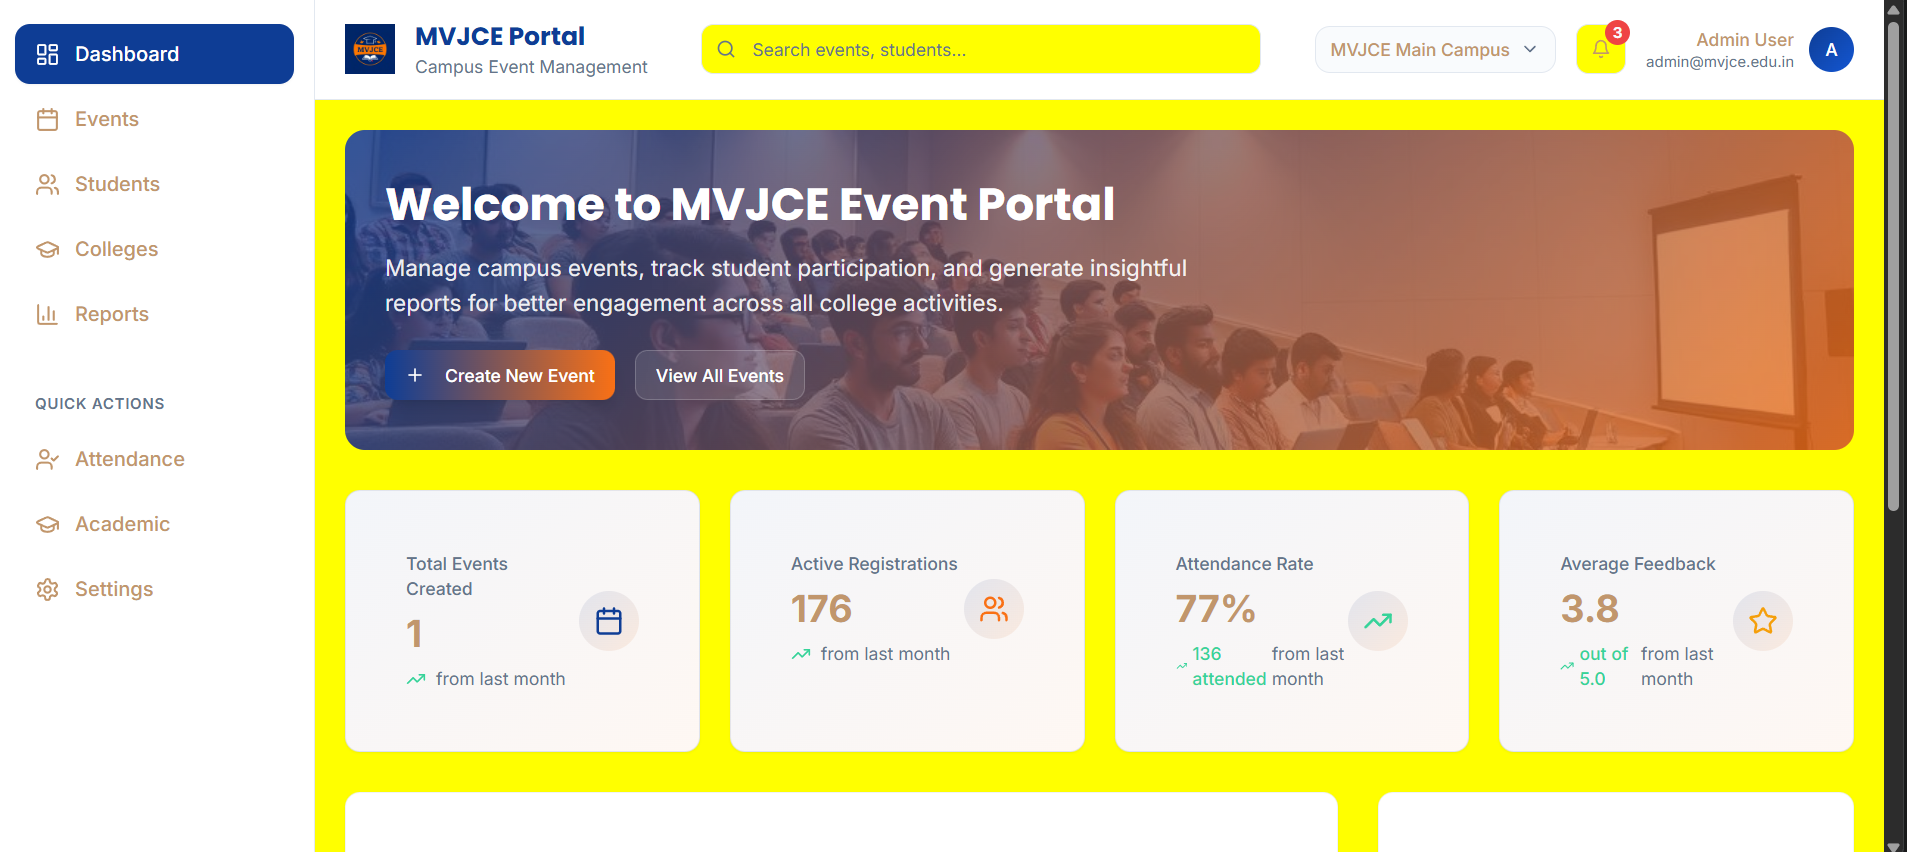 Dashboard
Events
Students
Colleges
Reports
QUICK ACTIONS
Attendance
Academic
Settings
MVJCE
MVJCE Portal
Campus Event Management
Search events, students...
MVJCE Main Campus
3
Admin User
admin@mvjce.edu.in
A
Welcome to MVJCE Event Portal
Manage campus events, track student participation, and generate insightful
reports for better engagement across all college activities.
Create New Event
View All Events
Total Events
Created
1
from last month
Active Registrations
176
from last month
Attendance Rate
77%
136
attended
from last
month
Average Feedback
3.8
out of
5.0
from last
month